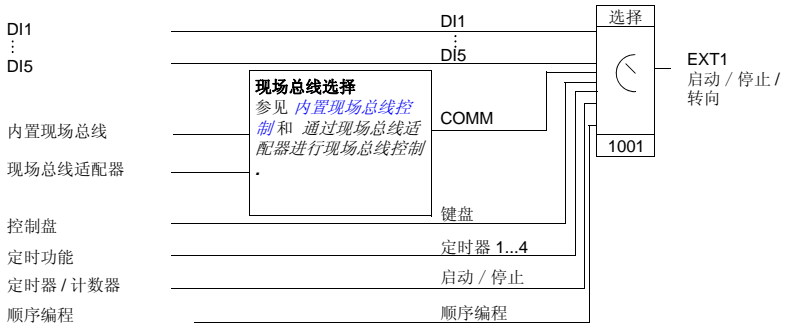 DI1
⋮
DI5
内置现场总线
现场总线适配器
控制盘
定时功能
定时器 / 计数器
顺序编程
现场总线选择
参见 内置现场总线控
制 和 通过现场总线适
配器进行现场总线控制
.
DI1
⋮
DI5
COMM
键盘
定时器 1...4
启动 / 停止
顺序编程
选择
1001
EXT1
启动 / 停止 /
转向